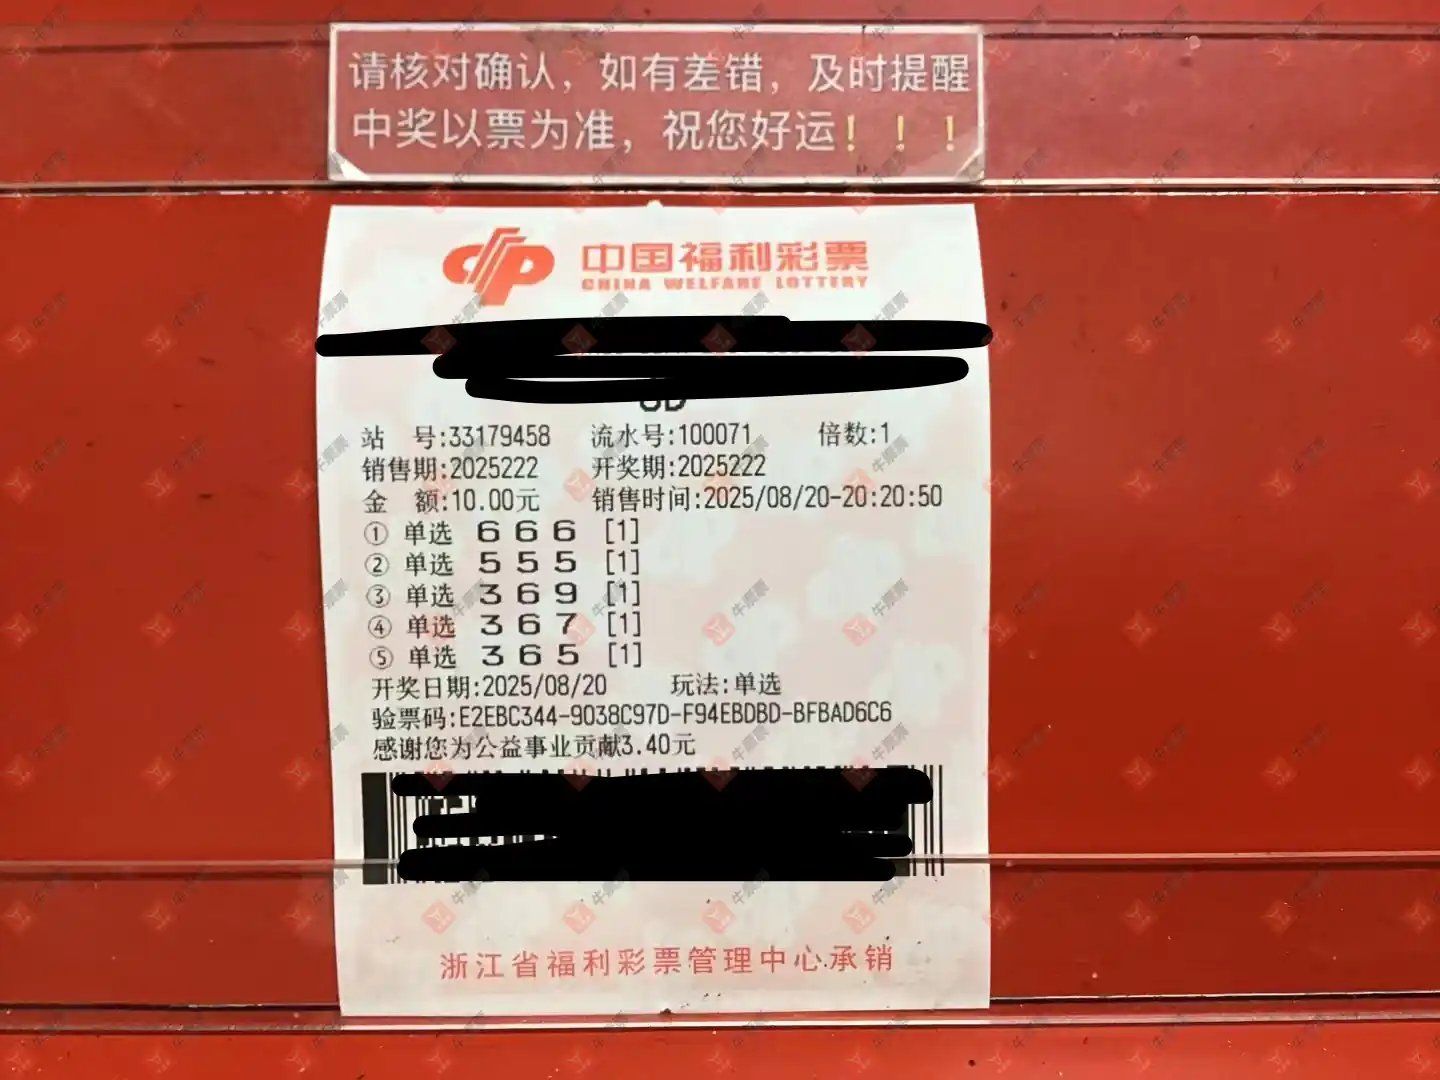 请核对确认，如有差错，及时提醒
中奖以票为准，祝您好运！！！
中国福利彩票
CHINA WELFARE LOTTERY
站 号:33179458 流水号:100071 倍数:1
销售期:2025222 开奖期:2025222
金 额:10.00元 销售时间:2025/08/20-20:20:50
① 单选 6 6 6 [1]
② 单选 5 5 5 [1]
③ 单选 3 6 9 [1]
④ 单选 3 6 7 [1]
⑤ 单选 3 6 5 [1]
开奖日期:2025/08/20 玩法:单选
验票码:E2EBC344-9038C97D-F94EBDBD-BFBAD6C6
感谢您为公益事业贡献3.40元
浙江省福利彩票管理中心承销
牛票票